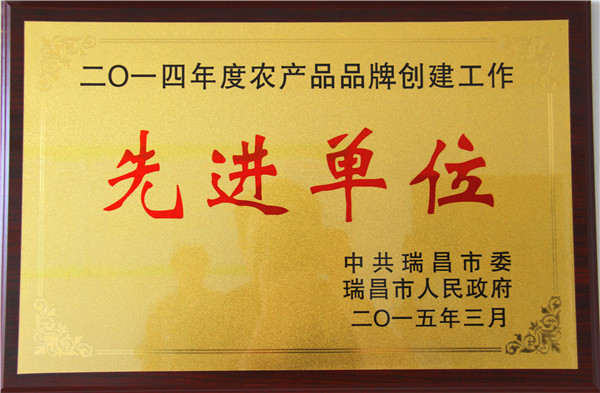 二〇一四年度农产品品牌创建工作
先进单位
中共瑞昌市委
瑞昌市人民政府
二〇一五年三月